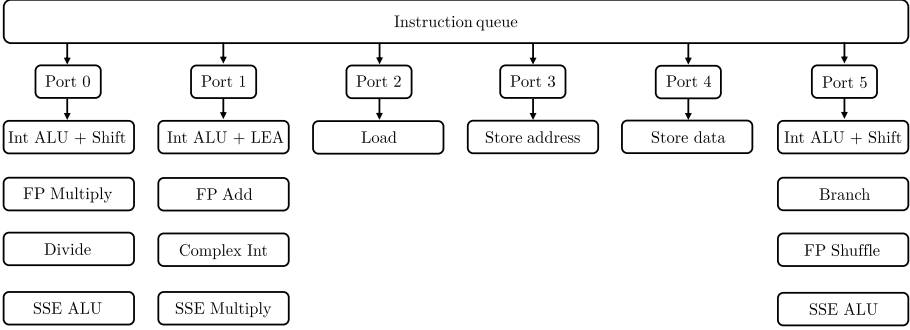 Instruction queue
Port 0
Port 1
Port 2
Port 3
Port 4
Port 5
Int ALU + Shift
Int ALU + LEA
Load
Store address
Store data
Int ALU + Shift
FP Multiply
FP Add
Branch
Divide
Complex Int
FP Shuffle
SSE ALU
SSE Multiply
SSE ALU